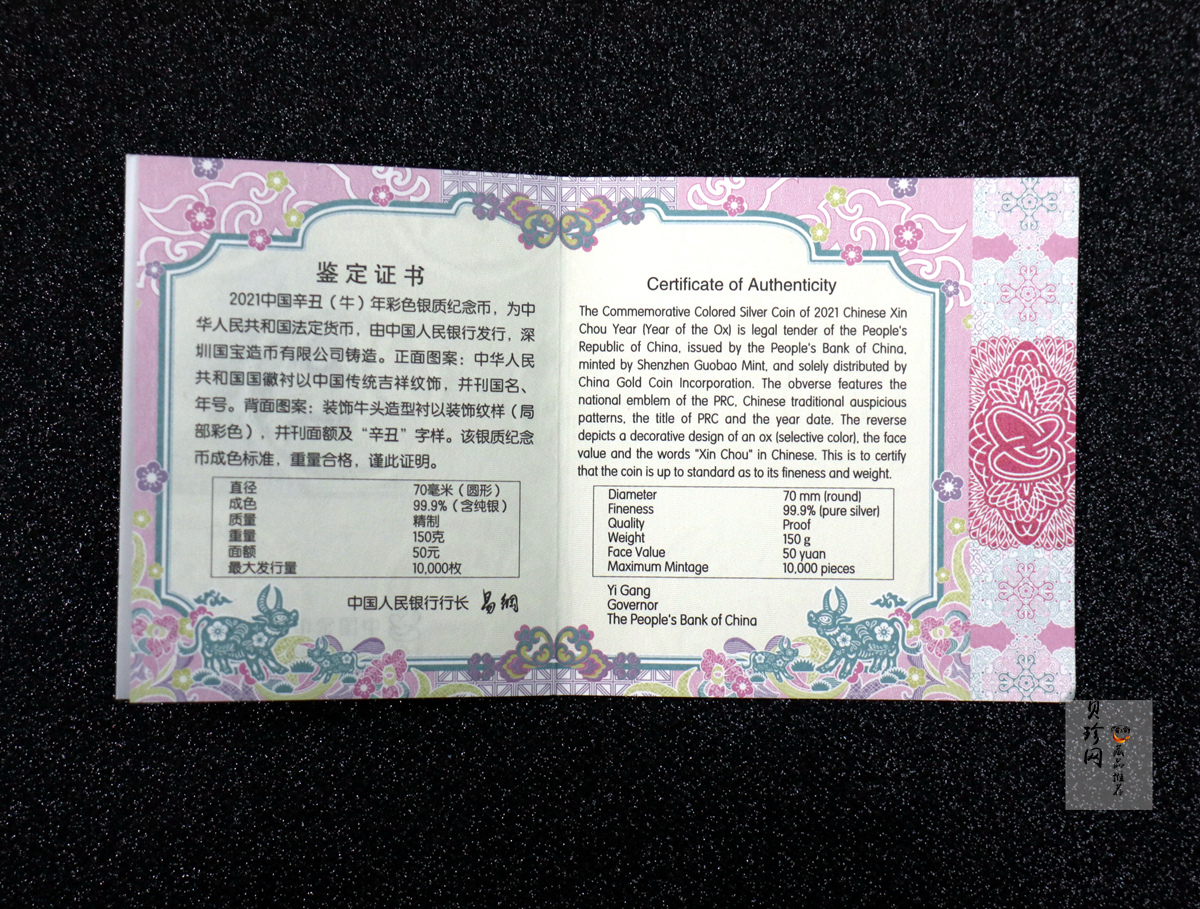 鉴定证书
2021中国辛丑（牛）年彩色银质纪念币，为中
华人民共和国法定货币，由中国人民银行发行，深
圳国宝造币有限公司铸造。正面图案：中华人民
共和国国徽衬以中国传统吉祥纹饰，并刊国名、
年号。背面图案：装饰牛头造型衬以装饰纹样（局
部彩色），并刊面额及“辛丑”字样。该银质纪念
币成色标准，重量合格，谨此证明。
直径 70毫米（圆形）
成色 99.9%（含纯银）
质量 精制
重量 150克
面额 50元
最大发行量 10,000枚
中国人民银行行长 易纲
Certificate of Authenticity
The Commemorative Colored Silver Coin of 2021 Chinese Xin
Chou Year (Year of the Ox) is legal tender of the People's
Republic of China, issued by the People's Bank of China,
minted by Shenzhen Guobao Mint, and solely distributed by
China Gold Coin Incorporation. The obverse features the
national emblem of the PRC, Chinese traditional auspicious
patterns, the title of PRC and the year date. The reverse
depicts a decorative design of an ox (selective color), the face
value and the words "Xin Chou" in Chinese. This is to certify
that the coin is up to standard as to its fineness and weight.
Diameter 70 mm (round)
Fineness 99.9% (pure silver)
Quality Proof
Weight 150 g
Face Value 50 yuan
Maximum Mintage 10,000 pieces
Yi Gang
Governor
The People's Bank of China
贝珍网